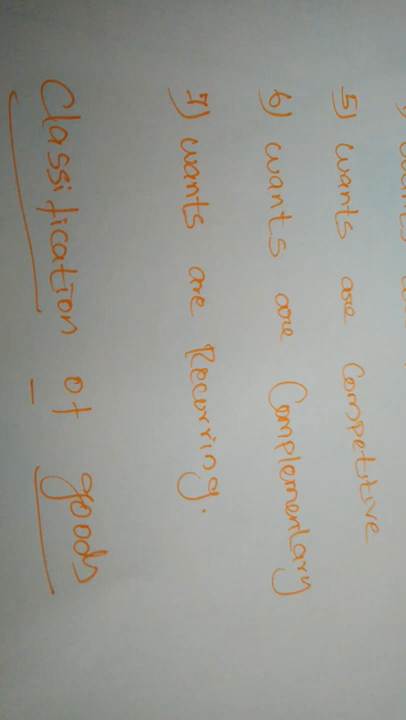 5) wants are Competitive
6) wants are Complementary
7) wants are Recurring.
Classification of goods